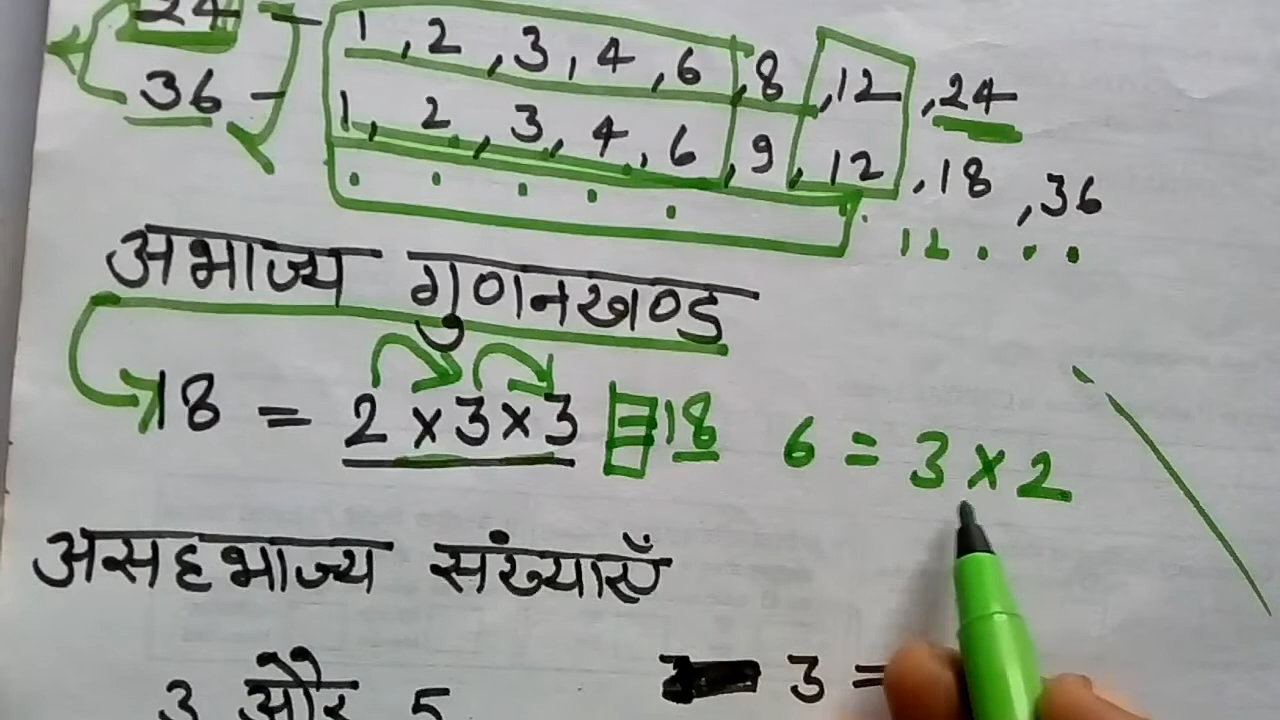 24 - 1, 2, 3, 4, 6, 8, 12, 24
36 - 1, 2, 3, 4, 6, 9, 12, 18, 36
. . . . . . 12 . . .
अभाज्य गुणनखण्ड
18 = 2 × 3 × 3 = 18 6 = 3 × 2
असहभाज्य संख्याएँ
3 और 5 3 =